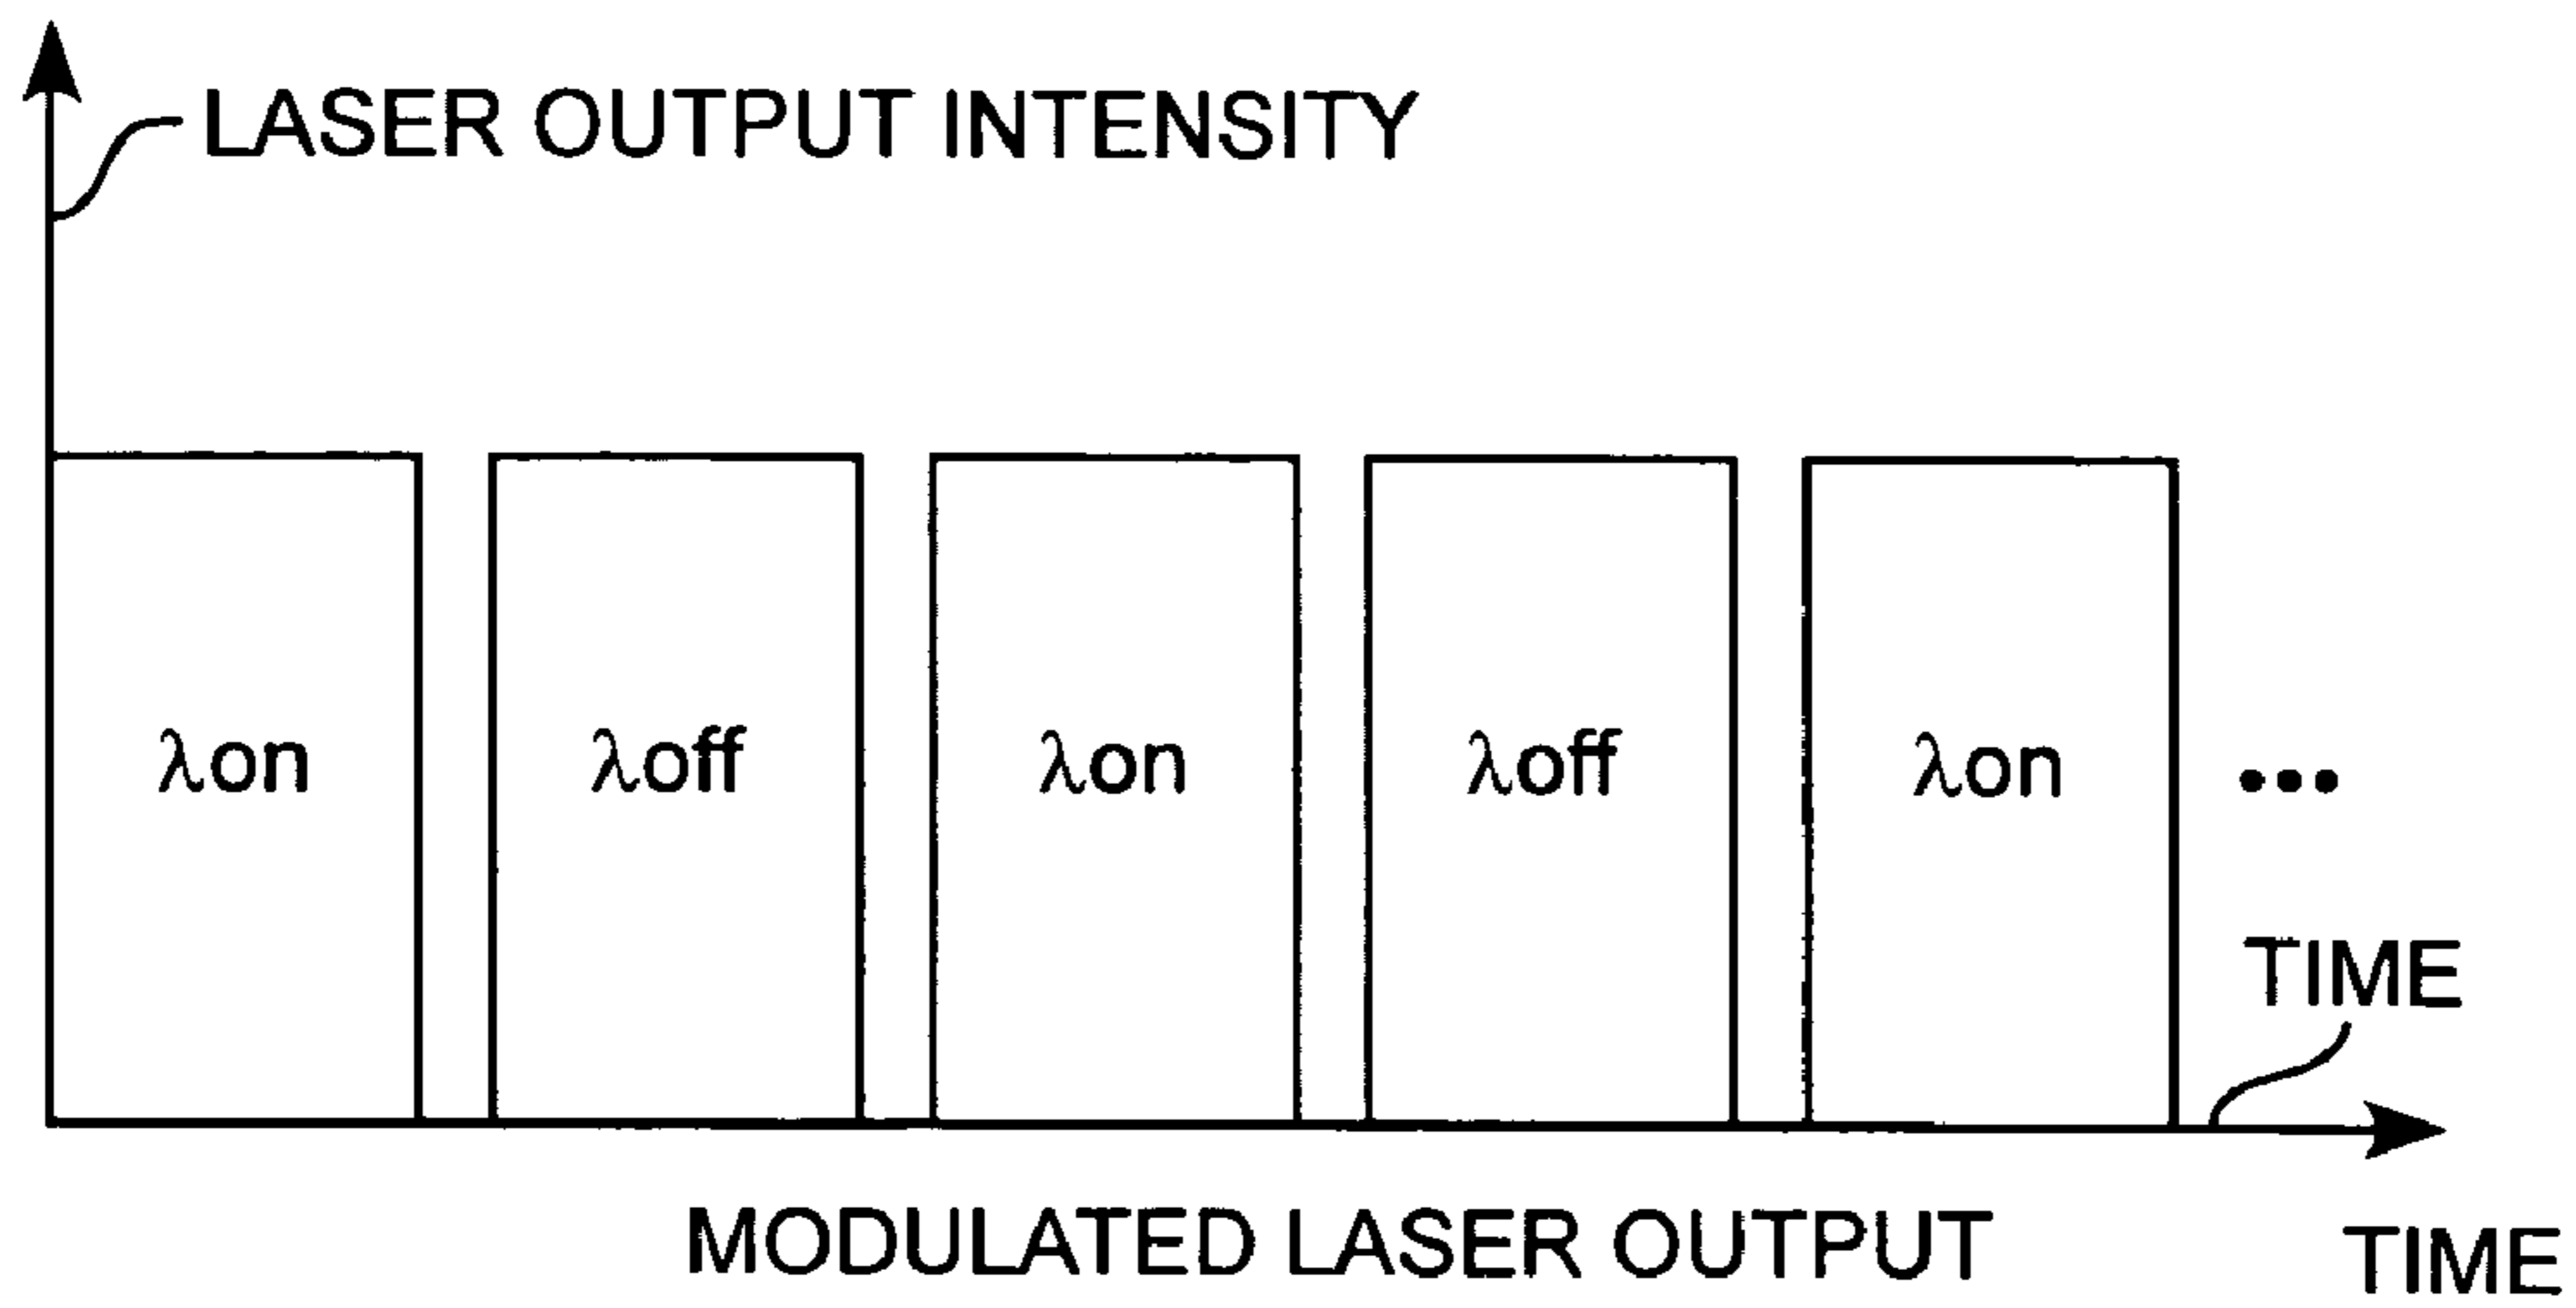 LASER OUTPUT INTENSITY
λon λoff λon λoff λon •••
TIME
MODULATED LASER OUTPUT
TIME